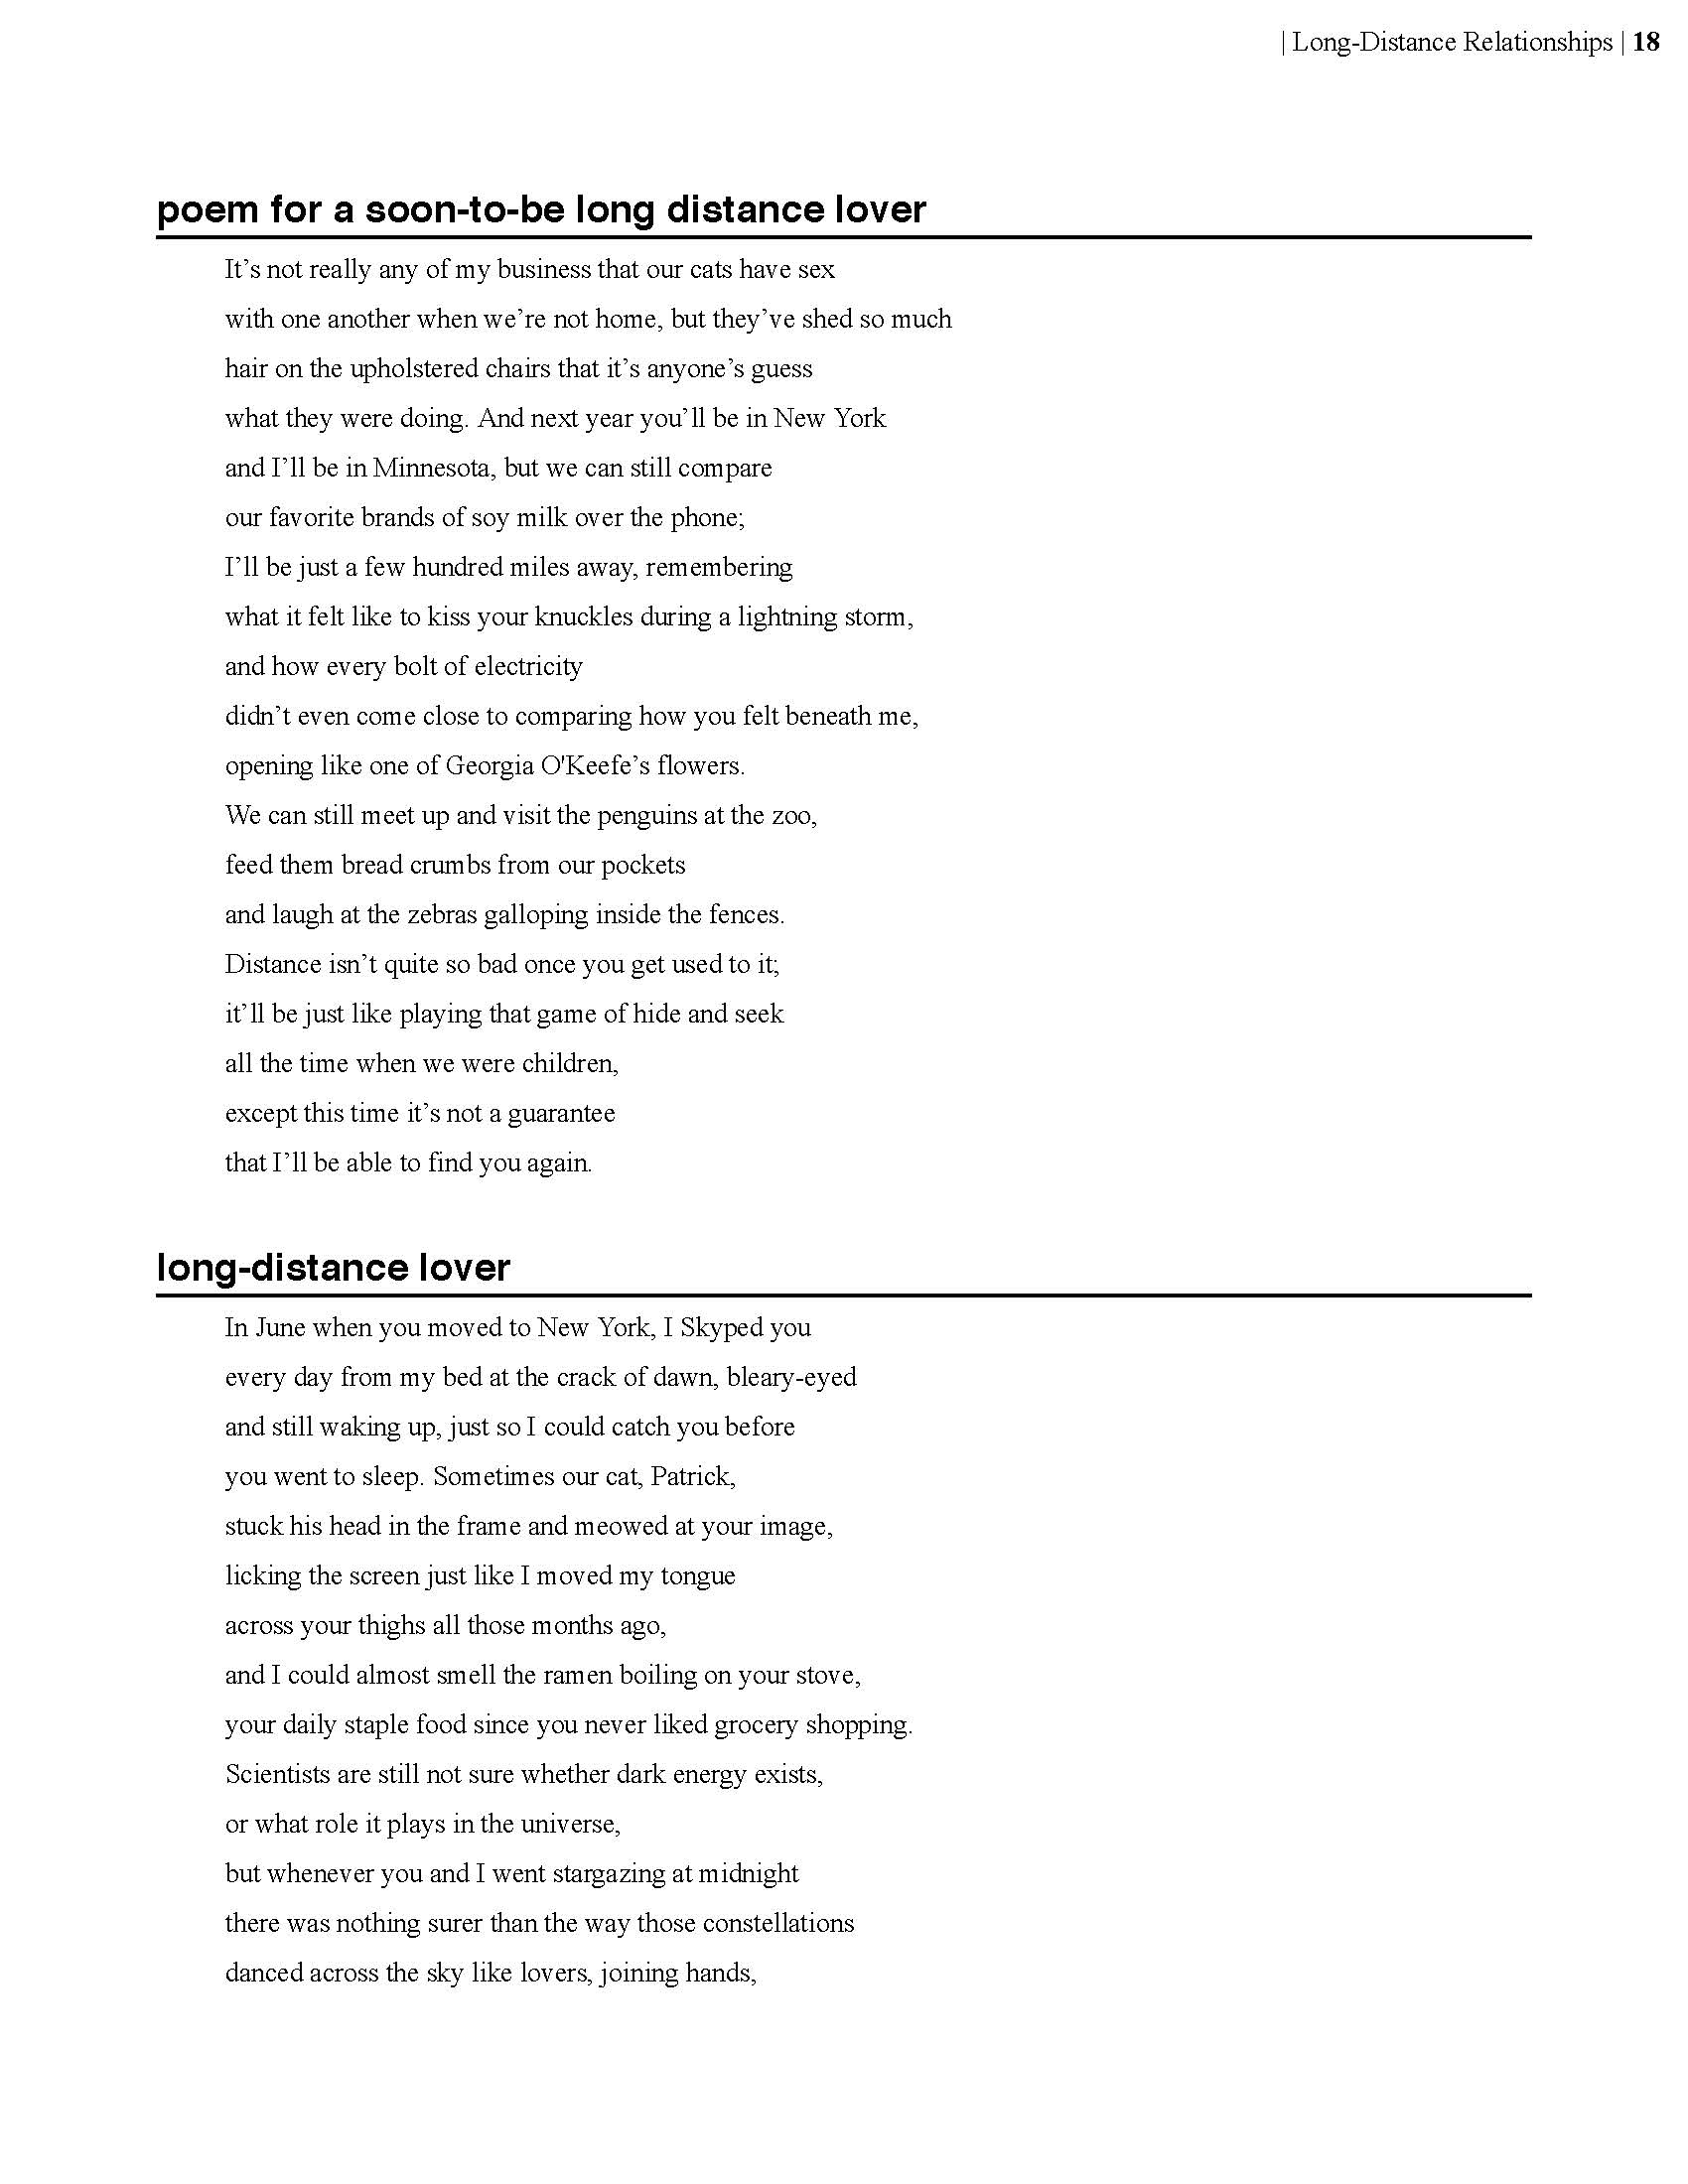 | Long-Distance Relationships | 18
poem for a soon-to-be long distance lover
It’s not really any of my business that our cats have sex
with one another when we’re not home, but they’ve shed so much
hair on the upholstered chairs that it’s anyone’s guess
what they were doing. And next year you’ll be in New York
and I’ll be in Minnesota, but we can still compare
our favorite brands of soy milk over the phone;
I’ll be just a few hundred miles away, remembering
what it felt like to kiss your knuckles during a lightning storm,
and how every bolt of electricity
didn’t even come close to comparing how you felt beneath me,
opening like one of Georgia O'Keefe’s flowers.
We can still meet up and visit the penguins at the zoo,
feed them bread crumbs from our pockets
and laugh at the zebras galloping inside the fences.
Distance isn’t quite so bad once you get used to it;
it’ll be just like playing that game of hide and seek
all the time when we were children,
except this time it’s not a guarantee
that I’ll be able to find you again.
long-distance lover
In June when you moved to New York, I Skyped you
every day from my bed at the crack of dawn, bleary-eyed
and still waking up, just so I could catch you before
you went to sleep. Sometimes our cat, Patrick,
stuck his head in the frame and meowed at your image,
licking the screen just like I moved my tongue
across your thighs all those months ago,
and I could almost smell the ramen boiling on your stove,
your daily staple food since you never liked grocery shopping.
Scientists are still not sure whether dark energy exists,
or what role it plays in the universe,
but whenever you and I went stargazing at midnight
there was nothing surer than the way those constellations
danced across the sky like lovers, joining hands,